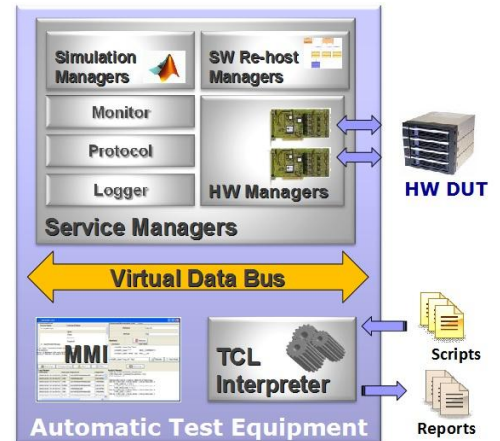 Simulation
Managers
SW Re-host
Managers
Monitor
Protocol
Logger
HW Managers
HW DUT
Service Managers
Virtual Data Bus
MMI
TCL
Interpreter
Scripts
Reports
Automatic Test Equipment